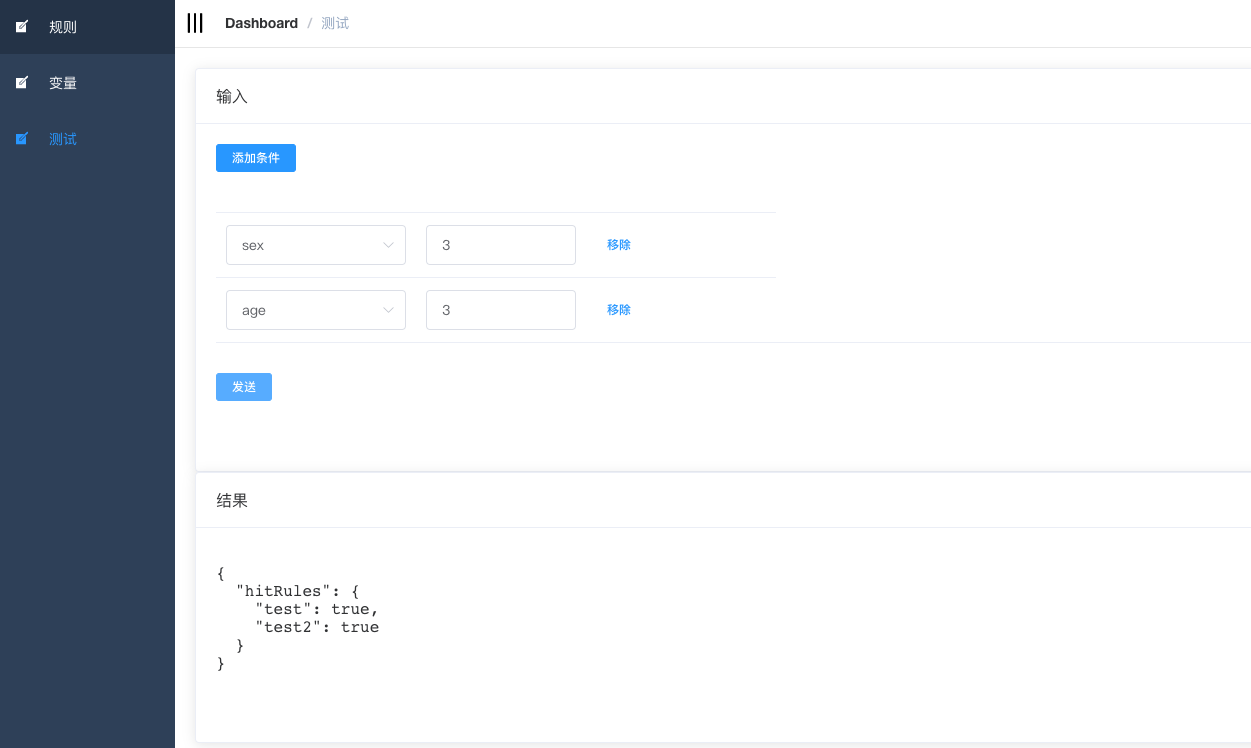 规则
变量
测试
Dashboard / 测试
输入
添加条件
sex 3 移除
age 3 移除
发送
结果
{
  "hitRules": {
    "test": true,
    "test2": true
  }
}